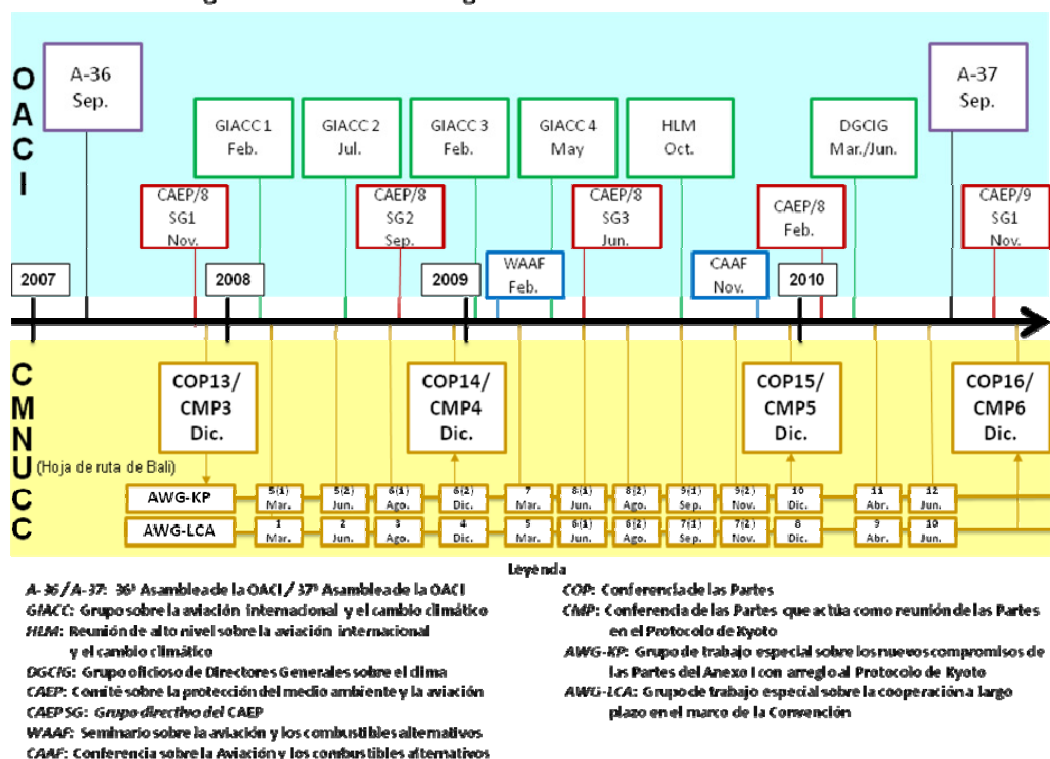 OACI
A-36
Sep.
A-37
Sep.
GIACC 1
Feb.
GIACC 2
Jul.
GIACC 3
Feb.
GIACC 4
May
HLM
Oct.
DGCIG
Mar./Jun.
CAEP/8
SG1
Nov.
CAEP/8
SG2
Sep.
CAEP/8
SG3
Jun.
CAEP/8
Feb.
CAEP/9
SG1
Nov.
WAAF
Feb.
CAAF
Nov.
2007
2008
2009
2010
CMNUCC
COP13/
CMP3
Dic.
COP14/
CMP4
Dic.
COP15/
CMP5
Dic.
COP16/
CMP6
Dic.
(Hoja de ruta de Bali)
AWG-KP
5(1)
Mar.
5(2)
Jun.
6(1)
Ago.
6(2)
Dic.
7
Mar.
8(1)
Jun.
8(2)
Ago.
9(1)
Sep.
9(2)
Nov.
10
Dic.
11
Abr.
12
Jun.
AWG-LCA
1
Mar.
2
Jun.
3
Ago.
4
Dic.
5
Mar.
6(1)
Jun.
6(2)
Ago.
7(1)
Sep.
7(2)
Nov.
8
Dic.
9
Abr.
10
Jun.
Leyenda
A-36/A-37: 36ª Asamblea de la OACI / 37ª Asamblea de la OACI
GIACC: Grupo sobre la aviación internacional y el cambio climático
HLM: Reunión de alto nivel sobre la aviación internacional
y el cambio climático
DGCIG: Grupo oficioso de Directores Generales sobre el clima
CAEP: Comité sobre la protección del medio ambiente y la aviación
CAEP SG: Grupo directivo del CAEP
WAAF: Seminario sobre la aviación y los combustibles alternativos
CAAF: Conferencia sobre la Aviación y los combustibles alternativos
COP: Conferencia de las Partes
CMP: Conferencia de las Partes que actúa como reunión de las Partes
en el Protocolo de Kyoto
AWG-KP: Grupo de trabajo especial sobre los nuevos compromisos de
las Partes del Anexo I con arreglo al Protocolo de Kyoto
AWG-LCA: Grupo de trabajo especial sobre la cooperación a largo
plazo en el marco de la Convención